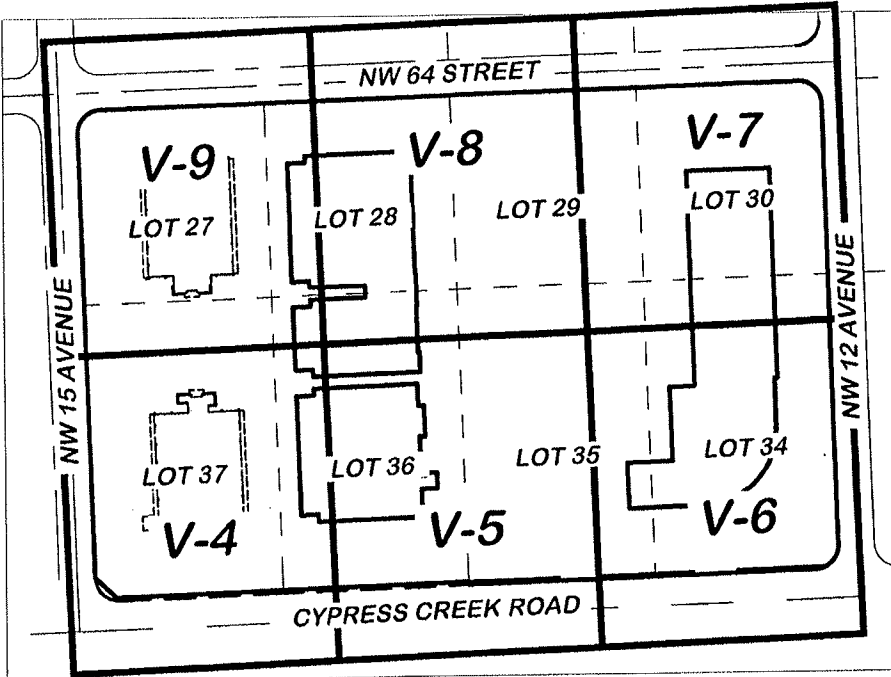 NW 64 STREET
V-9
V-8
V-7
LOT 27
LOT 28
LOT 29
LOT 30
NW 15 AVENUE
NW 12 AVENUE
LOT 37
LOT 36
LOT 35
LOT 34
V-4
V-5
V-6
CYPRESS CREEK ROAD